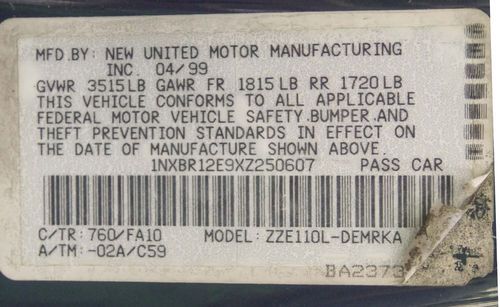 MFD.BY: NEW UNITED MOTOR MANUFACTURING
INC. 04/99
GVWR 3515LB GAWR FR 1815LB RR 1720LB
THIS VEHICLE CONFORMS TO ALL APPLICABLE
FEDERAL MOTOR VEHICLE SAFETY.BUMPER.AND
THEFT PREVENTION STANDARDS IN EFFECT ON
THE DATE OF MANUFACTURE SHOWN ABOVE.
1NXBR12E9XZ250607 PASS CAR
C/TR: 760/FA10 MODEL: ZZE110L-DEMRKA
A/TM: -02A/C59
BA2373